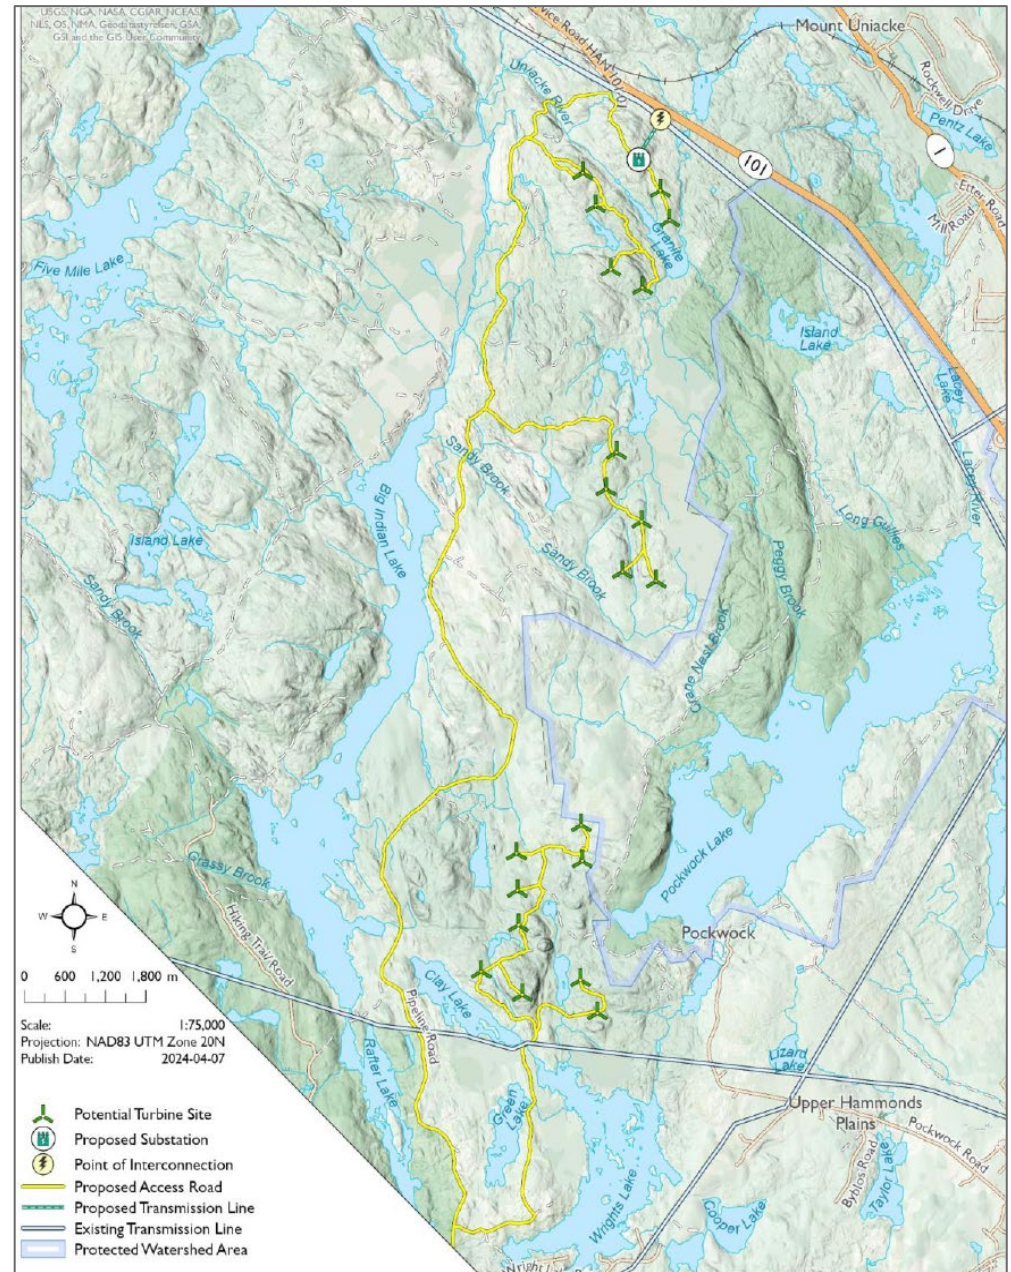 USGS, NGA, NASA, CGIAR, NCEAS,
NLS, OS, NMA, Geodatastyrelsen, GSA,
GSI and the GIS User Community
Mount Uniacke
vice Road HAN 101-10
Uniacke River
Rockwell Drive
Pentz Lake
1
101
Etter Road
Mill Road
Granite
Lake
Five Mile Lake
Island
Lake
Lacey
Lake
Sandy Brook
Big Indian Lake
Lacey River
Long Gullies
Island Lake
Sandy Brook
Peggy Brook
Sandy Brook
Crane Nest Brook
Pockwock Lake
Grassy Brook
Hiking Trail Road
Pockwock
N
W E
S
0 600 1,200 1,800 m
Clay Lake
Pipeline Road
Scale: 1:75,000
Projection: NAD83 UTM Zone 20N
Publish Date: 2024-04-07
Rafter Lake
Lizard
Lake
Green
Lake
Upper Hammonds
Plains
Pockwock Road
Byblos Road
Taylor Lake
Wrights Lake
Cooper Lake
Potential Turbine Site
Proposed Substation
Point of Interconnection
Proposed Access Road
Proposed Transmission Line
Existing Transmission Line
Protected Watershed Area